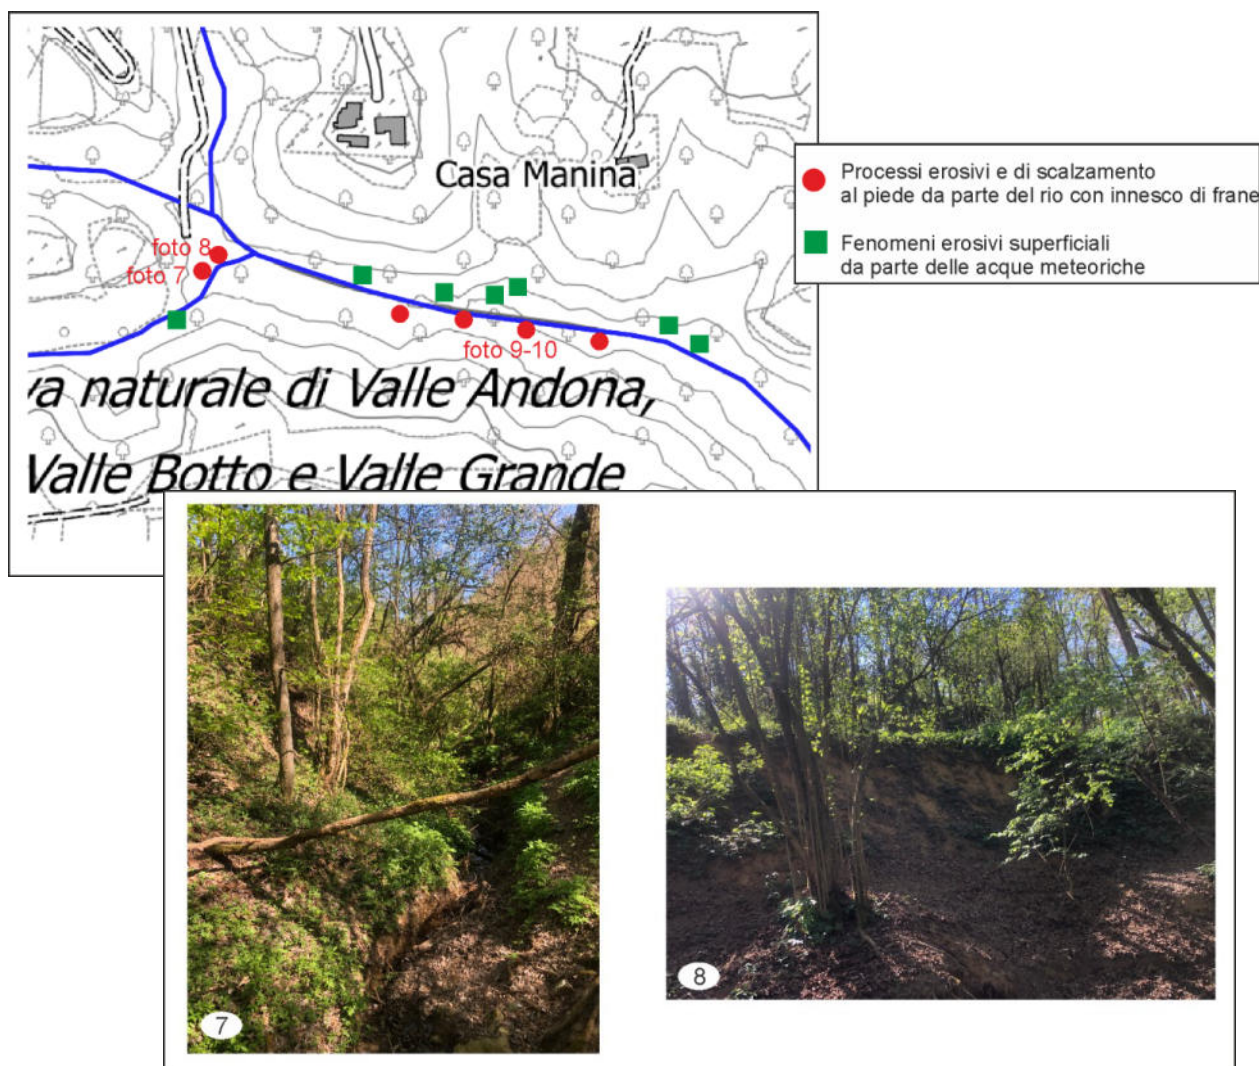 Casa Manina
foto 8
foto 7
foto 9-10
va naturale di Valle Andona,
Valle Botto e Valle Grande
Processi erosivi e di scalzamento
al piede da parte del rio con innesco di frane
Fenomeni erosivi superficiali
da parte delle acque meteoriche
7
8